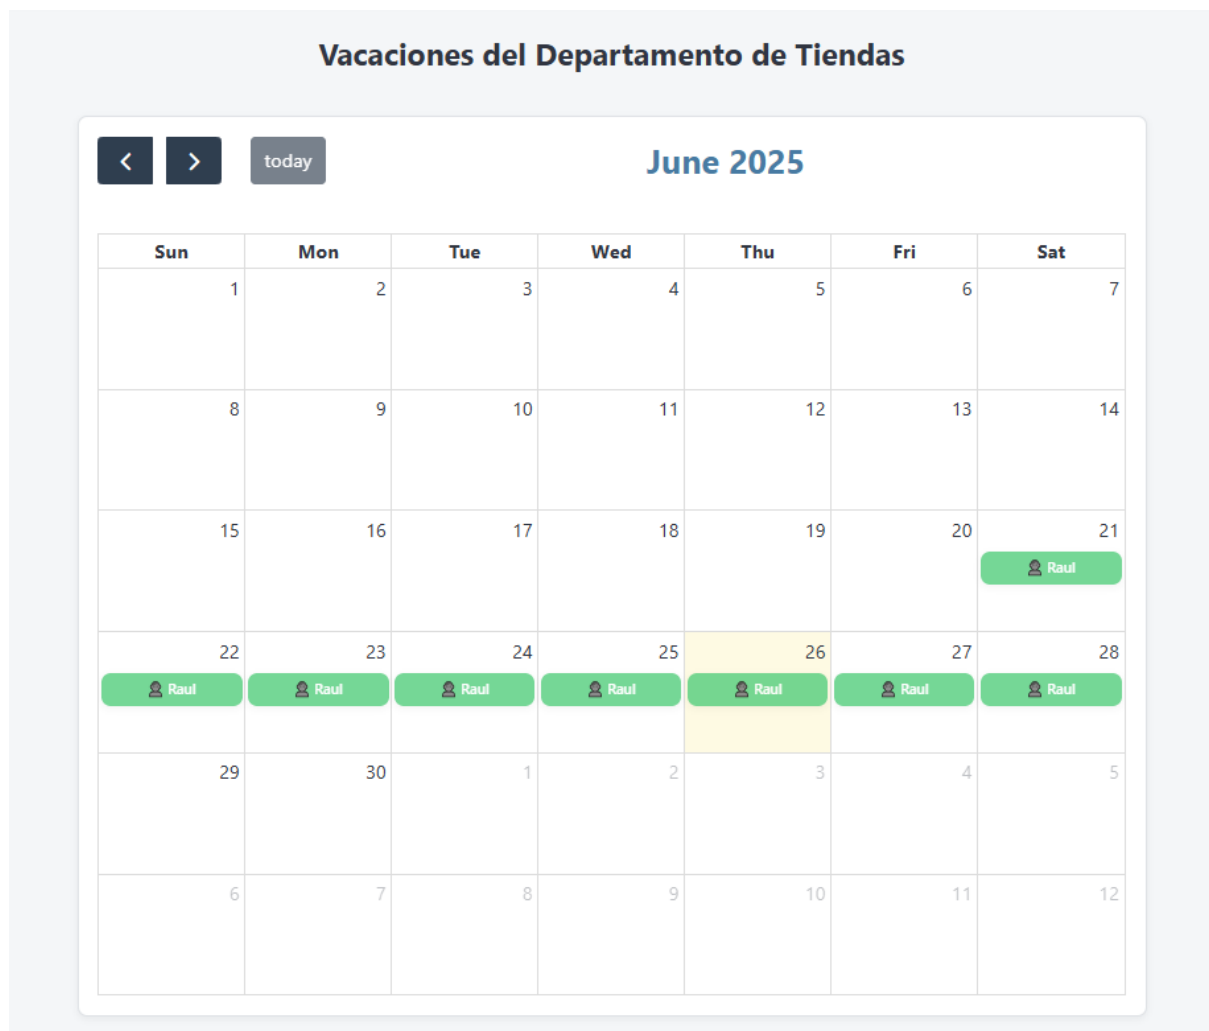 Vacaciones del Departamento de Tiendas
today
June 2025
Sun Mon Tue Wed Thu Fri Sat
1 2 3 4 5 6 7
8 9 10 11 12 13 14
15 16 17 18 19 20 21
Raul
22 23 24 25 26 27 28
Raul Raul Raul Raul Raul Raul Raul
29 30 1 2 3 4 5
6 7 8 9 10 11 12